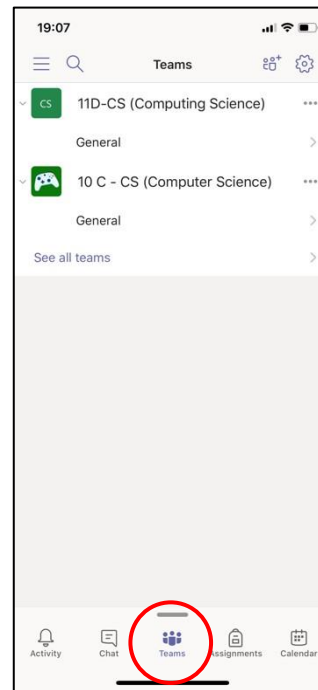 19:07
Teams
CS 11D-CS (Computing Science)
General
10 C - CS (Computer Science)
General
See all teams
Activity Chat Teams Assignments Calendar